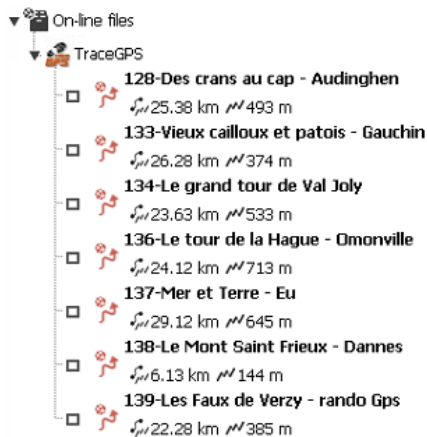 On-line files
TraceGPS
128-Des crans au cap - Audinghen
25.38 km 493 m
133-Vieux cailloux et patois - Gauchin
26.28 km 374 m
134-Le grand tour de Val Joly
23.63 km 533 m
136-Le tour de la Hague - Omonville
24.12 km 713 m
137-Mer et Terre - Eu
29.12 km 645 m
138-Le Mont Saint Frieux - Dannes
6.13 km 144 m
139-Les Faux de Verzy - rando Gps
22.28 km 385 m